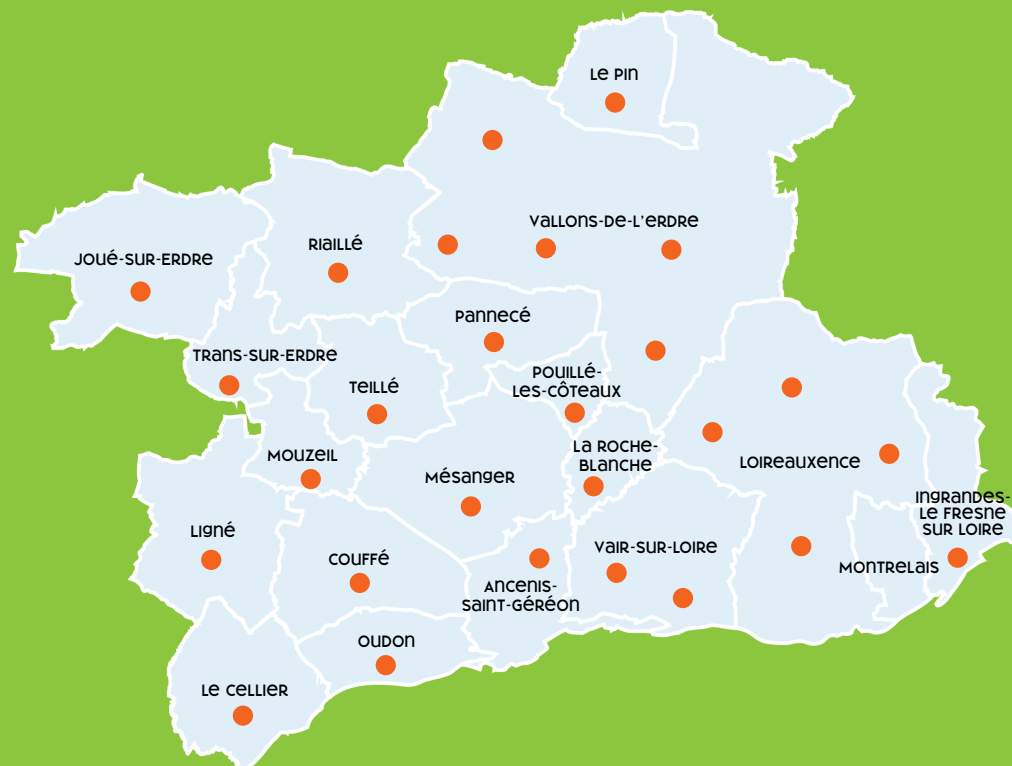 Le Pin
Vallons-de-l'Erdre
Riaillé
Joué-sur-Erdre
Pannecé
Trans-sur-Erdre
Pouillé-
les-Côteaux
Teillé
La Roche-
Blanche
Mouzeil
Loireauxence
Mésanger
Ingrandes-
Le Fresne
sur Loire
Ligné
Vair-sur-Loire
Couffé
Montrelais
Ancenis-
Saint-Géréon
Oudon
Le Cellier